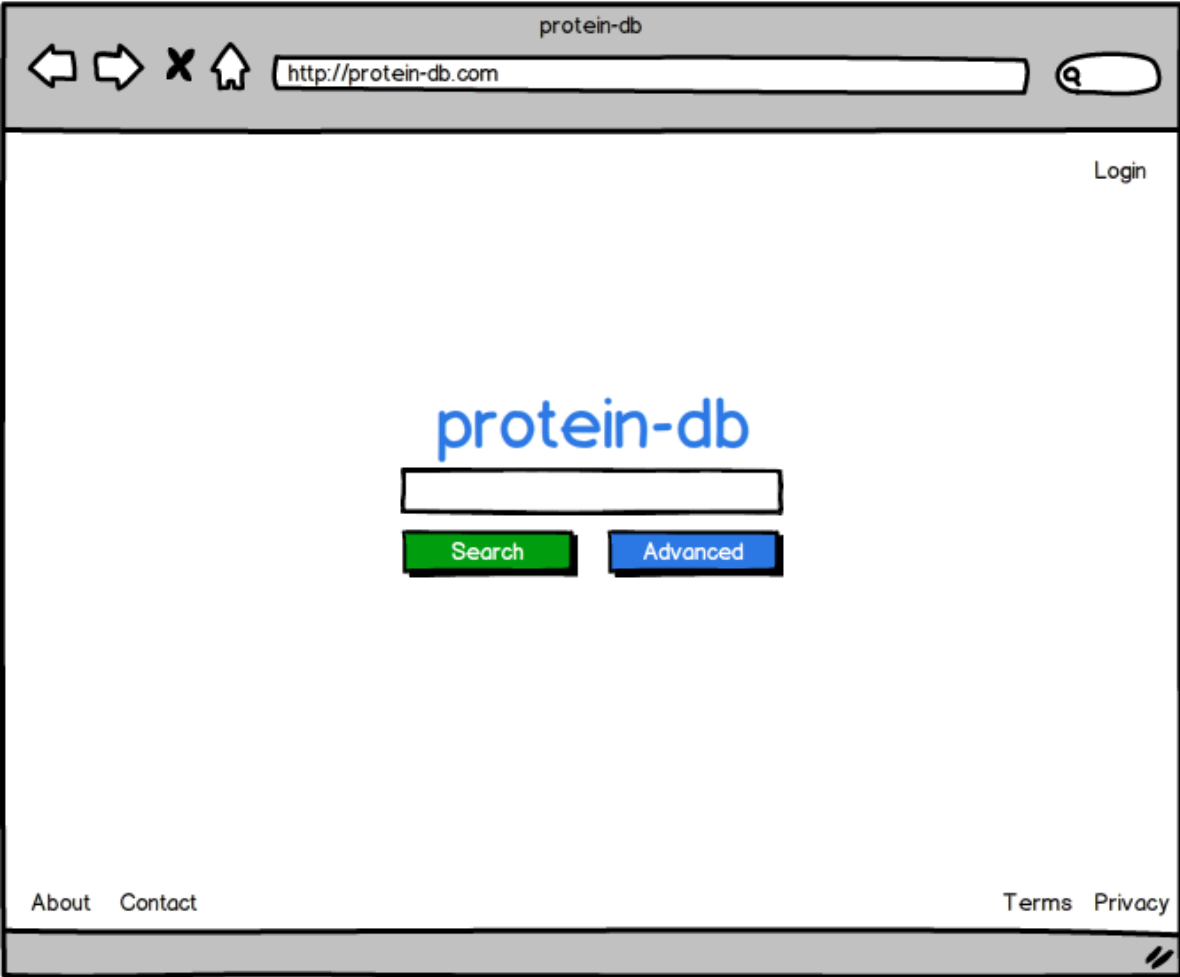 protein-db
http://protein-db.com
Login
protein-db
Search Advanced
About Contact Terms Privacy